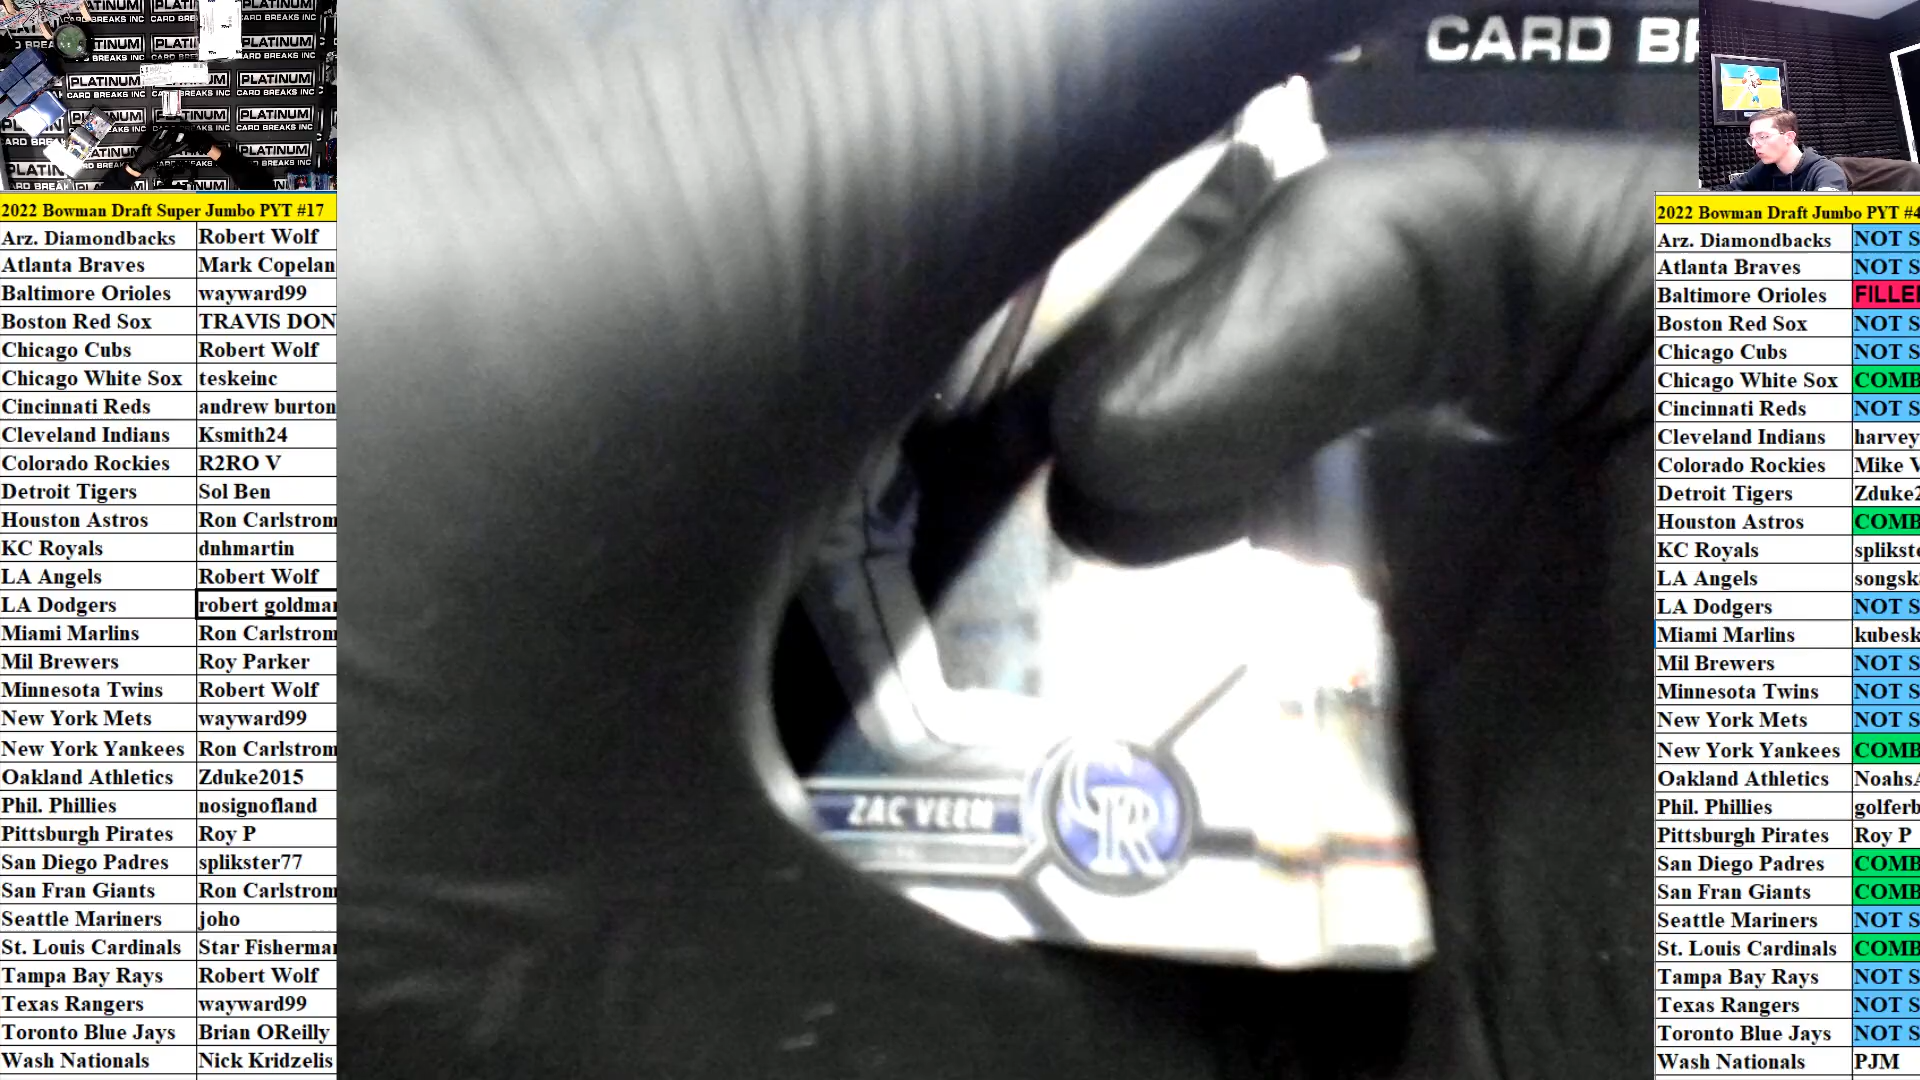 PLATINUM
CARD BREAKS INC
CARD BR
2022 Bowman Draft Super Jumbo PYT #17
Arz. Diamondbacks Robert Wolf
Atlanta Braves Mark Copelan
Baltimore Orioles wayward99
Boston Red Sox TRAVIS DON
Chicago Cubs Robert Wolf
Chicago White Sox teskeinc
Cincinnati Reds andrew burton
Cleveland Indians Ksmith24
Colorado Rockies R2RO V
Detroit Tigers Sol Ben
Houston Astros Ron Carlstrom
KC Royals dnhmartin
LA Angels Robert Wolf
LA Dodgers robert goldma
Miami Marlins Ron Carlstrom
Mil Brewers Roy Parker
Minnesota Twins Robert Wolf
New York Mets wayward99
New York Yankees Ron Carlstrom
Oakland Athletics Zduke2015
Phil. Phillies nosignofland
Pittsburgh Pirates Roy P
San Diego Padres splikster77
San Fran Giants Ron Carlstrom
Seattle Mariners joho
St. Louis Cardinals Star Fisherma
Tampa Bay Rays Robert Wolf
Texas Rangers wayward99
Toronto Blue Jays Brian OReilly
Wash Nationals Nick Kridzelis
ZAC VEEN
CR
2022 Bowman Draft Jumbo PYT #4
Arz. Diamondbacks NOT S
Atlanta Braves NOT S
Baltimore Orioles FILLE
Boston Red Sox NOT S
Chicago Cubs NOT S
Chicago White Sox COMB
Cincinnati Reds NOT S
Cleveland Indians harvey
Colorado Rockies Mike V
Detroit Tigers Zduke2
Houston Astros COMB
KC Royals splikste
LA Angels songsk
LA Dodgers NOT S
Miami Marlins kubesk
Mil Brewers NOT S
Minnesota Twins NOT S
New York Mets NOT S
New York Yankees COMB
Oakland Athletics NoahsA
Phil. Phillies golferb
Pittsburgh Pirates Roy P
San Diego Padres COMB
San Fran Giants COMB
Seattle Mariners NOT S
St. Louis Cardinals COMB
Tampa Bay Rays NOT S
Texas Rangers NOT S
Toronto Blue Jays NOT S
Wash Nationals PJM